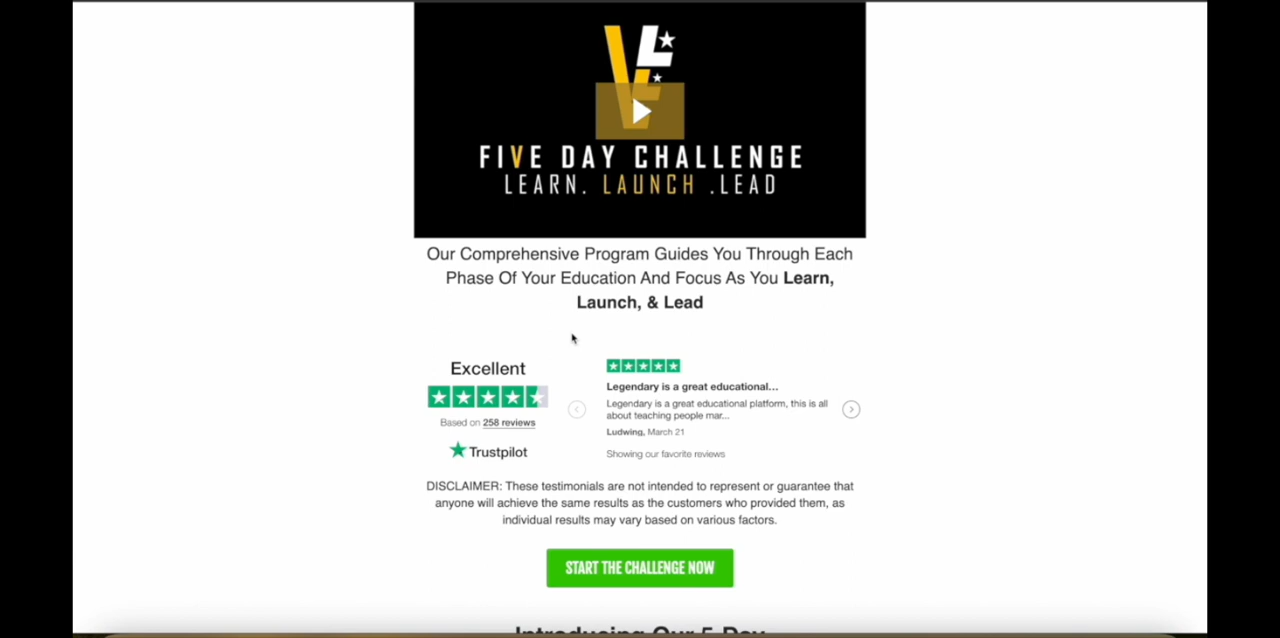 FIVE DAY CHALLENGE
LEARN. LAUNCH .LEAD
Our Comprehensive Program Guides You Through Each
Phase Of Your Education And Focus As You Learn,
Launch, & Lead
Excellent
Based on 258 reviews
Trustpilot
Legendary is a great educational...
Legendary is a great educational platform, this is all
about teaching people mar...
Ludwing, March 21
Showing our favorite reviews
DISCLAIMER: These testimonials are not intended to represent or guarantee that
anyone will achieve the same results as the customers who provided them, as
individual results may vary based on various factors.
START THE CHALLENGE NOW
Introducing Our 5-Day